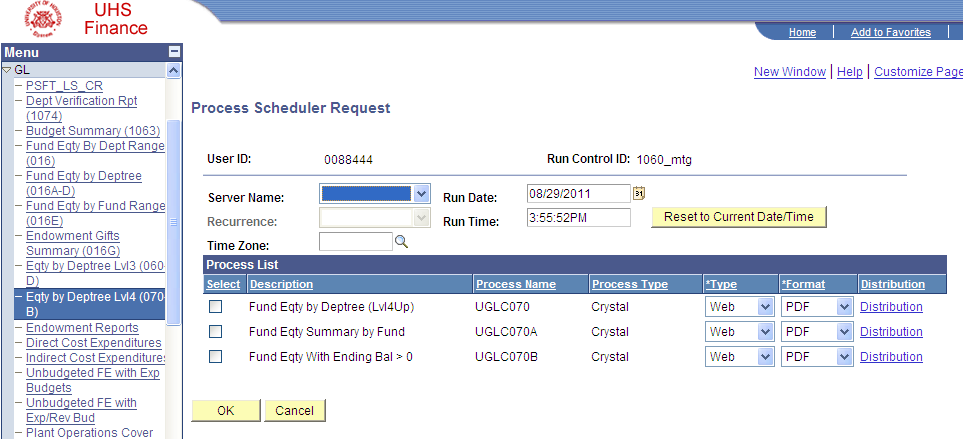 UNIVERSITY OF HOUSTON
System
UHS
Finance
Home
Add to Favorites
Menu
GL
PSFT_LS_CR
Dept Verification Rpt
(1074)
Budget Summary (1063)
Fund Eqty By Dept Range
(016)
Fund Eqty by Deptree
(016A-D)
Fund Eqty by Fund Range
(016E)
Endowment Gifts
Summary (016G)
Eqty by Deptree Lvl3 (060-
D)
Eqty by Deptree Lvl4 (070-
B)
Endowment Reports
Direct Cost Expenditures
Indirect Cost Expenditures
Unbudgeted FE with Exp
Budgets
Unbudgeted FE with
Exp/Rev Bud
Plant Operations Cover
New Window | Help | Customize Page
Process Scheduler Request
User ID: 0088444 Run Control ID: 1060_mtg
Server Name: Run Date: 08/29/2011 31
Recurrence: Run Time: 3:55:52PM Reset to Current Date/Time
Time Zone:
Process List
Select Description Process Name Process Type *Type *Format Distribution
Fund Eqty by Deptree (Lvl4Up) UGLC070 Crystal Web PDF Distribution
Fund Eqty Summary by Fund UGLC070A Crystal Web PDF Distribution
Fund Eqty With Ending Bal > 0 UGLC070B Crystal Web PDF Distribution
OK Cancel